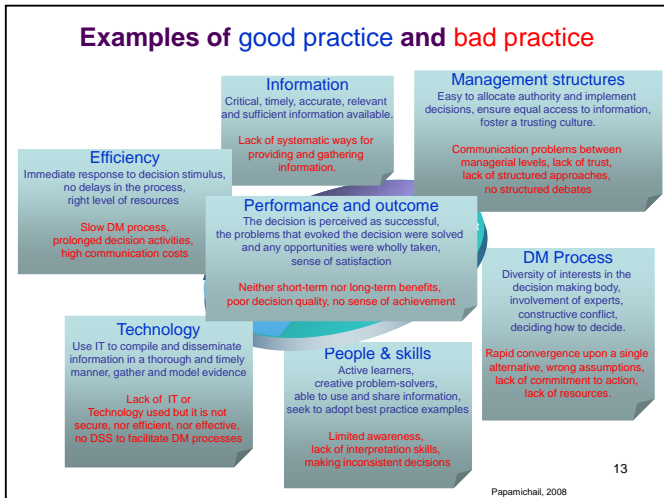 Examples of good practice and bad practice
Information
Critical, timely, accurate, relevant
and sufficient information available.
Lack of systematic ways for
providing and gathering
information.
Management structures
Easy to allocate authority and implement
decisions, ensure equal access to information,
foster a trusting culture.
Communication problems between
managerial levels, lack of trust,
lack of structured approaches,
no structured debates
Efficiency
Immediate response to decision stimulus,
no delays in the process,
right level of resources
Slow DM process,
prolonged decision activities,
high communication costs
Performance and outcome
The decision is perceived as successful,
the problems that evoked the decision were solved
and any opportunities were wholly taken,
sense of satisfaction
Neither short-term nor long-term benefits,
poor decision quality, no sense of achievement
DM Process
Diversity of interests in the
decision making body,
involvement of experts,
constructive conflict,
deciding how to decide.
Rapid convergence upon a single
alternative, wrong assumptions,
lack of commitment to action,
lack of resources.
Technology
Use IT to compile and disseminate
information in a thorough and timely
manner, gather and model evidence
Lack of IT or
Technology used but it is not
secure, nor efficient, nor effective,
no DSS to facilitate DM processes
People & skills
Active learners,
creative problem-solvers,
able to use and share information,
seek to adopt best practice examples
Limited awareness,
lack of interpretation skills,
making inconsistent decisions
13
Papamichail, 2008